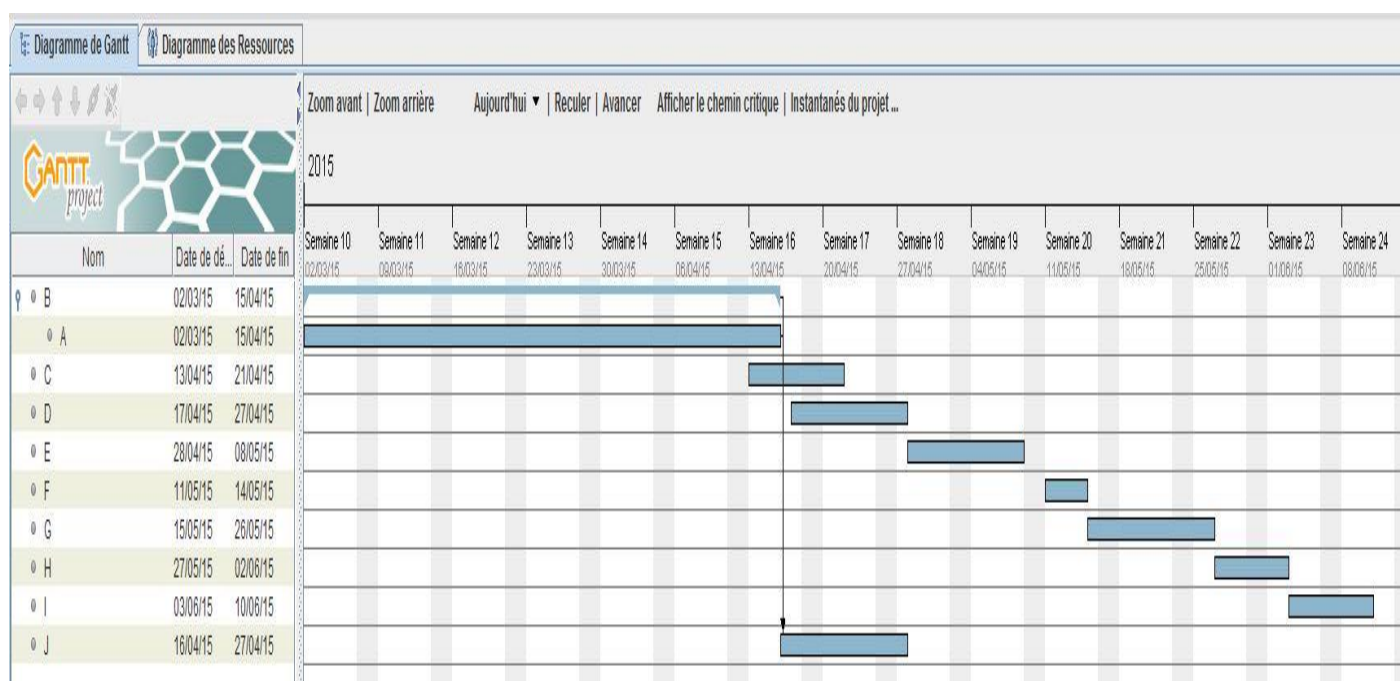 Diagramme de Gantt Diagramme des Ressources
Zoom avant | Zoom arrière Aujourd'hui ▼ | Reculer | Avancer Afficher le chemin critique | Instantanés du projet ...
GANTT
project
2015
Nom Date de dé... Date de fin
Semaine 10 Semaine 11 Semaine 12 Semaine 13 Semaine 14 Semaine 15 Semaine 16 Semaine 17 Semaine 18 Semaine 19 Semaine 20 Semaine 21 Semaine 22 Semaine 23 Semaine 24
02/03/15 09/03/15 16/03/15 23/03/15 30/03/15 06/04/15 13/04/15 20/04/15 27/04/15 04/05/15 11/05/15 18/05/15 25/05/15 01/06/15 08/06/15
B 02/03/15 15/04/15
A 02/03/15 15/04/15
C 13/04/15 21/04/15
D 17/04/15 27/04/15
E 28/04/15 08/05/15
F 11/05/15 14/05/15
G 15/05/15 26/05/15
H 27/05/15 02/06/15
I 03/06/15 10/06/15
J 16/04/15 27/04/15